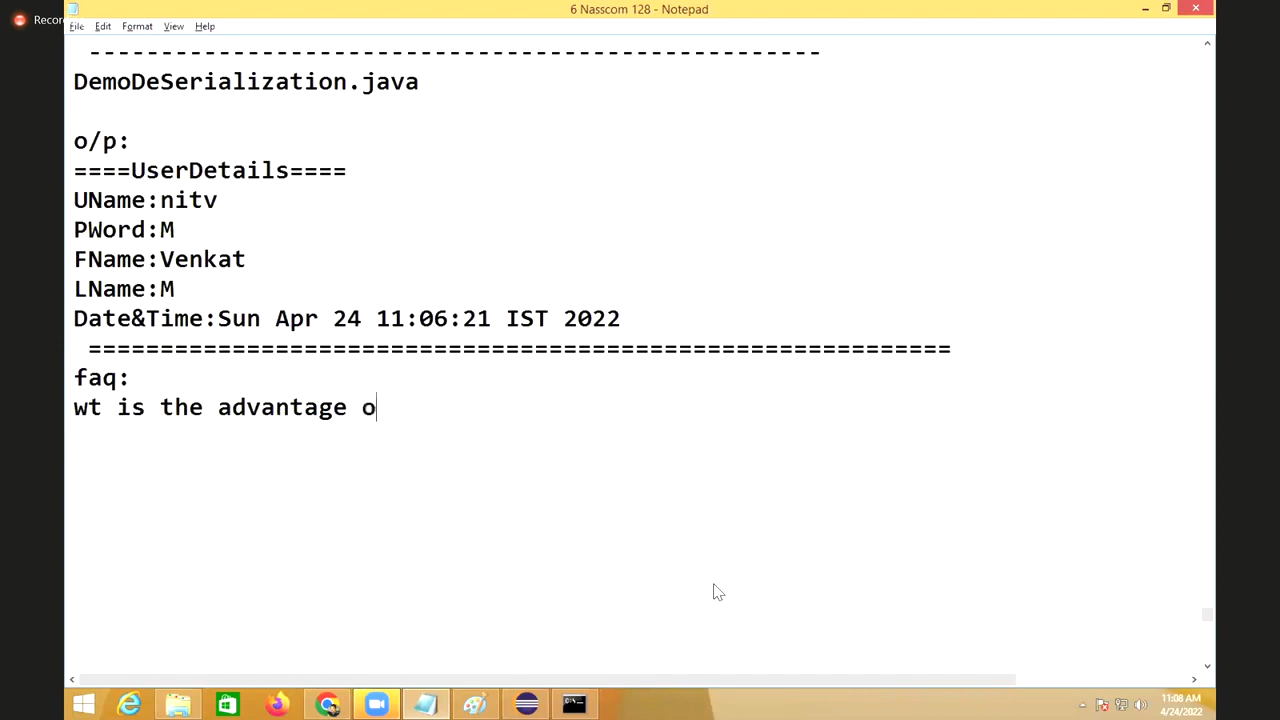 Recor
6 Nasscom 128 - Notepad
File Edit Format View Help
---------------------------------------------------
DemoDeSerialization.java
o/p:
====UserDetails====
UName:nitv
PWord:M
FName:Venkat
LName:M
Date&Time:Sun Apr 24 11:06:21 IST 2022
============================================================
faq:
wt is the advantage o
11:08 AM
4/24/2022